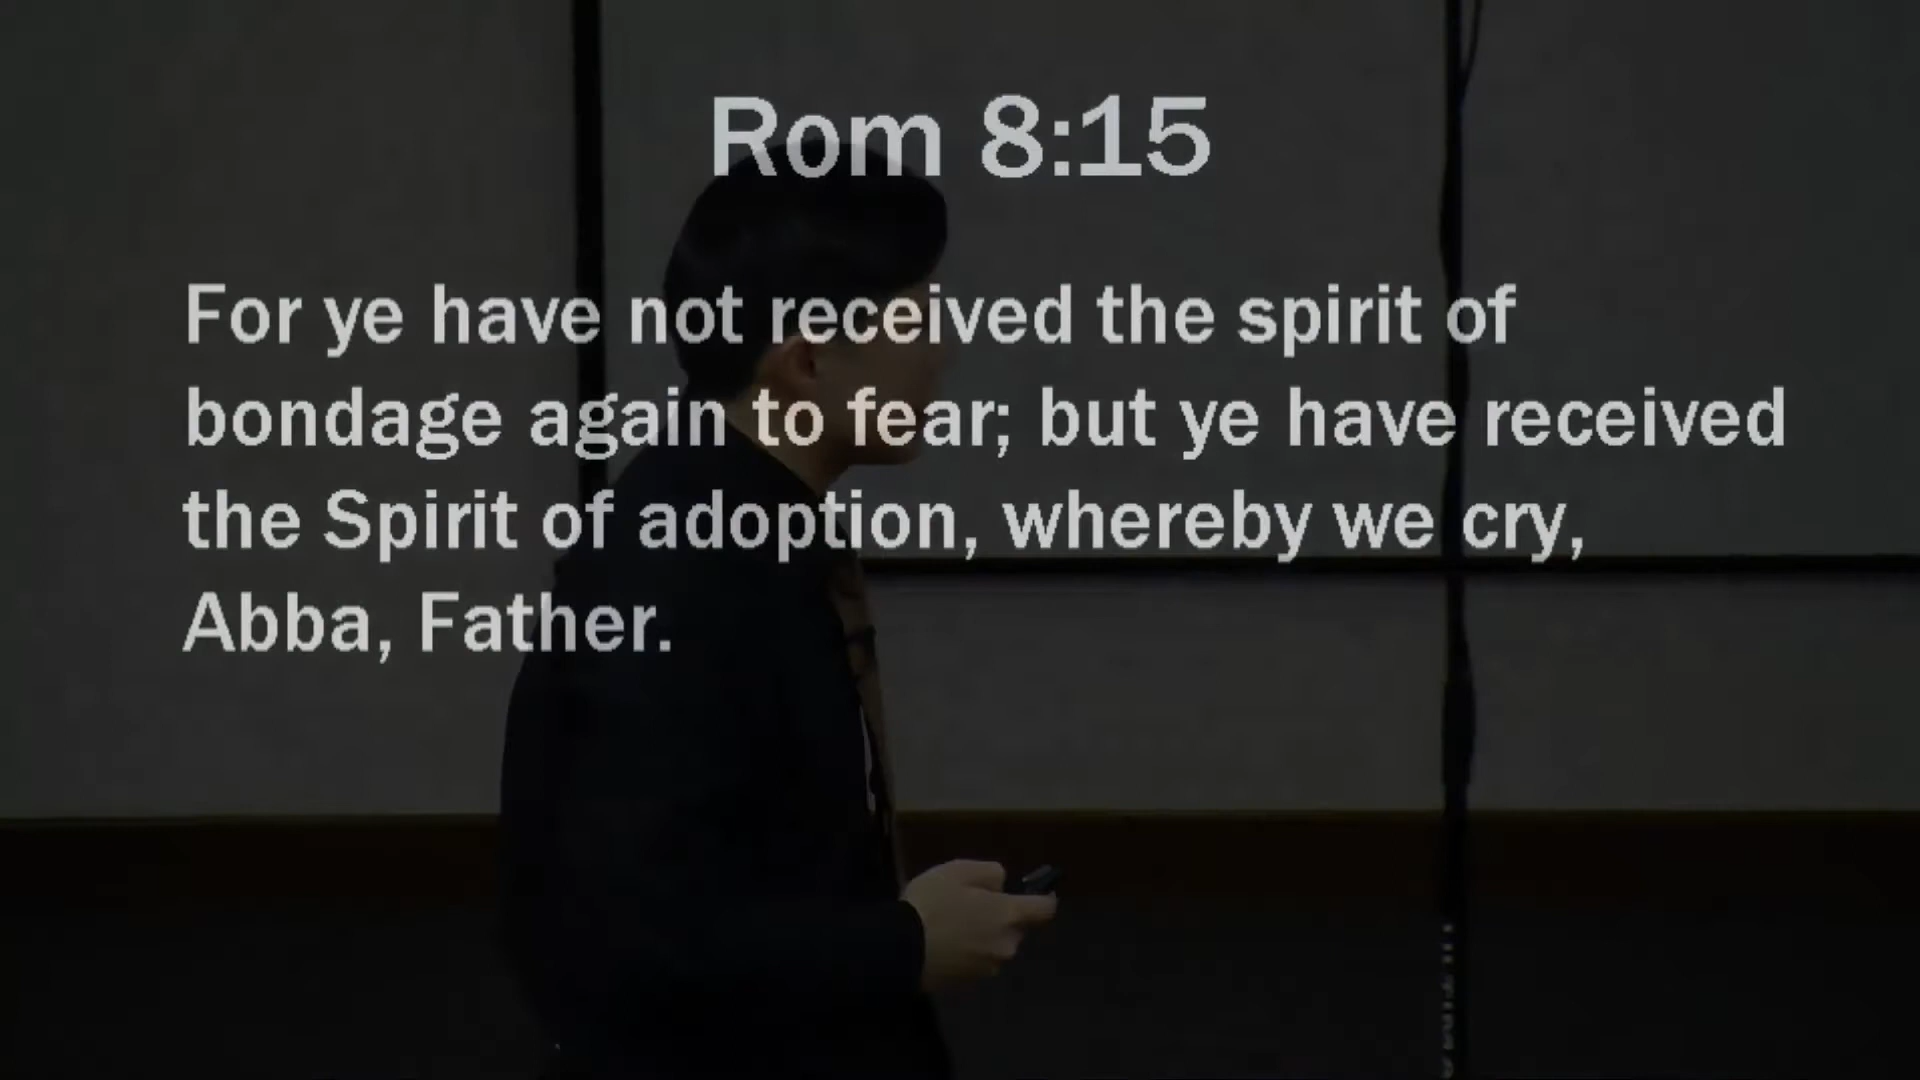 Rom 8:15
For ye have not received the spirit of
bondage again to fear; but ye have received
the Spirit of adoption, whereby we cry,
Abba, Father.